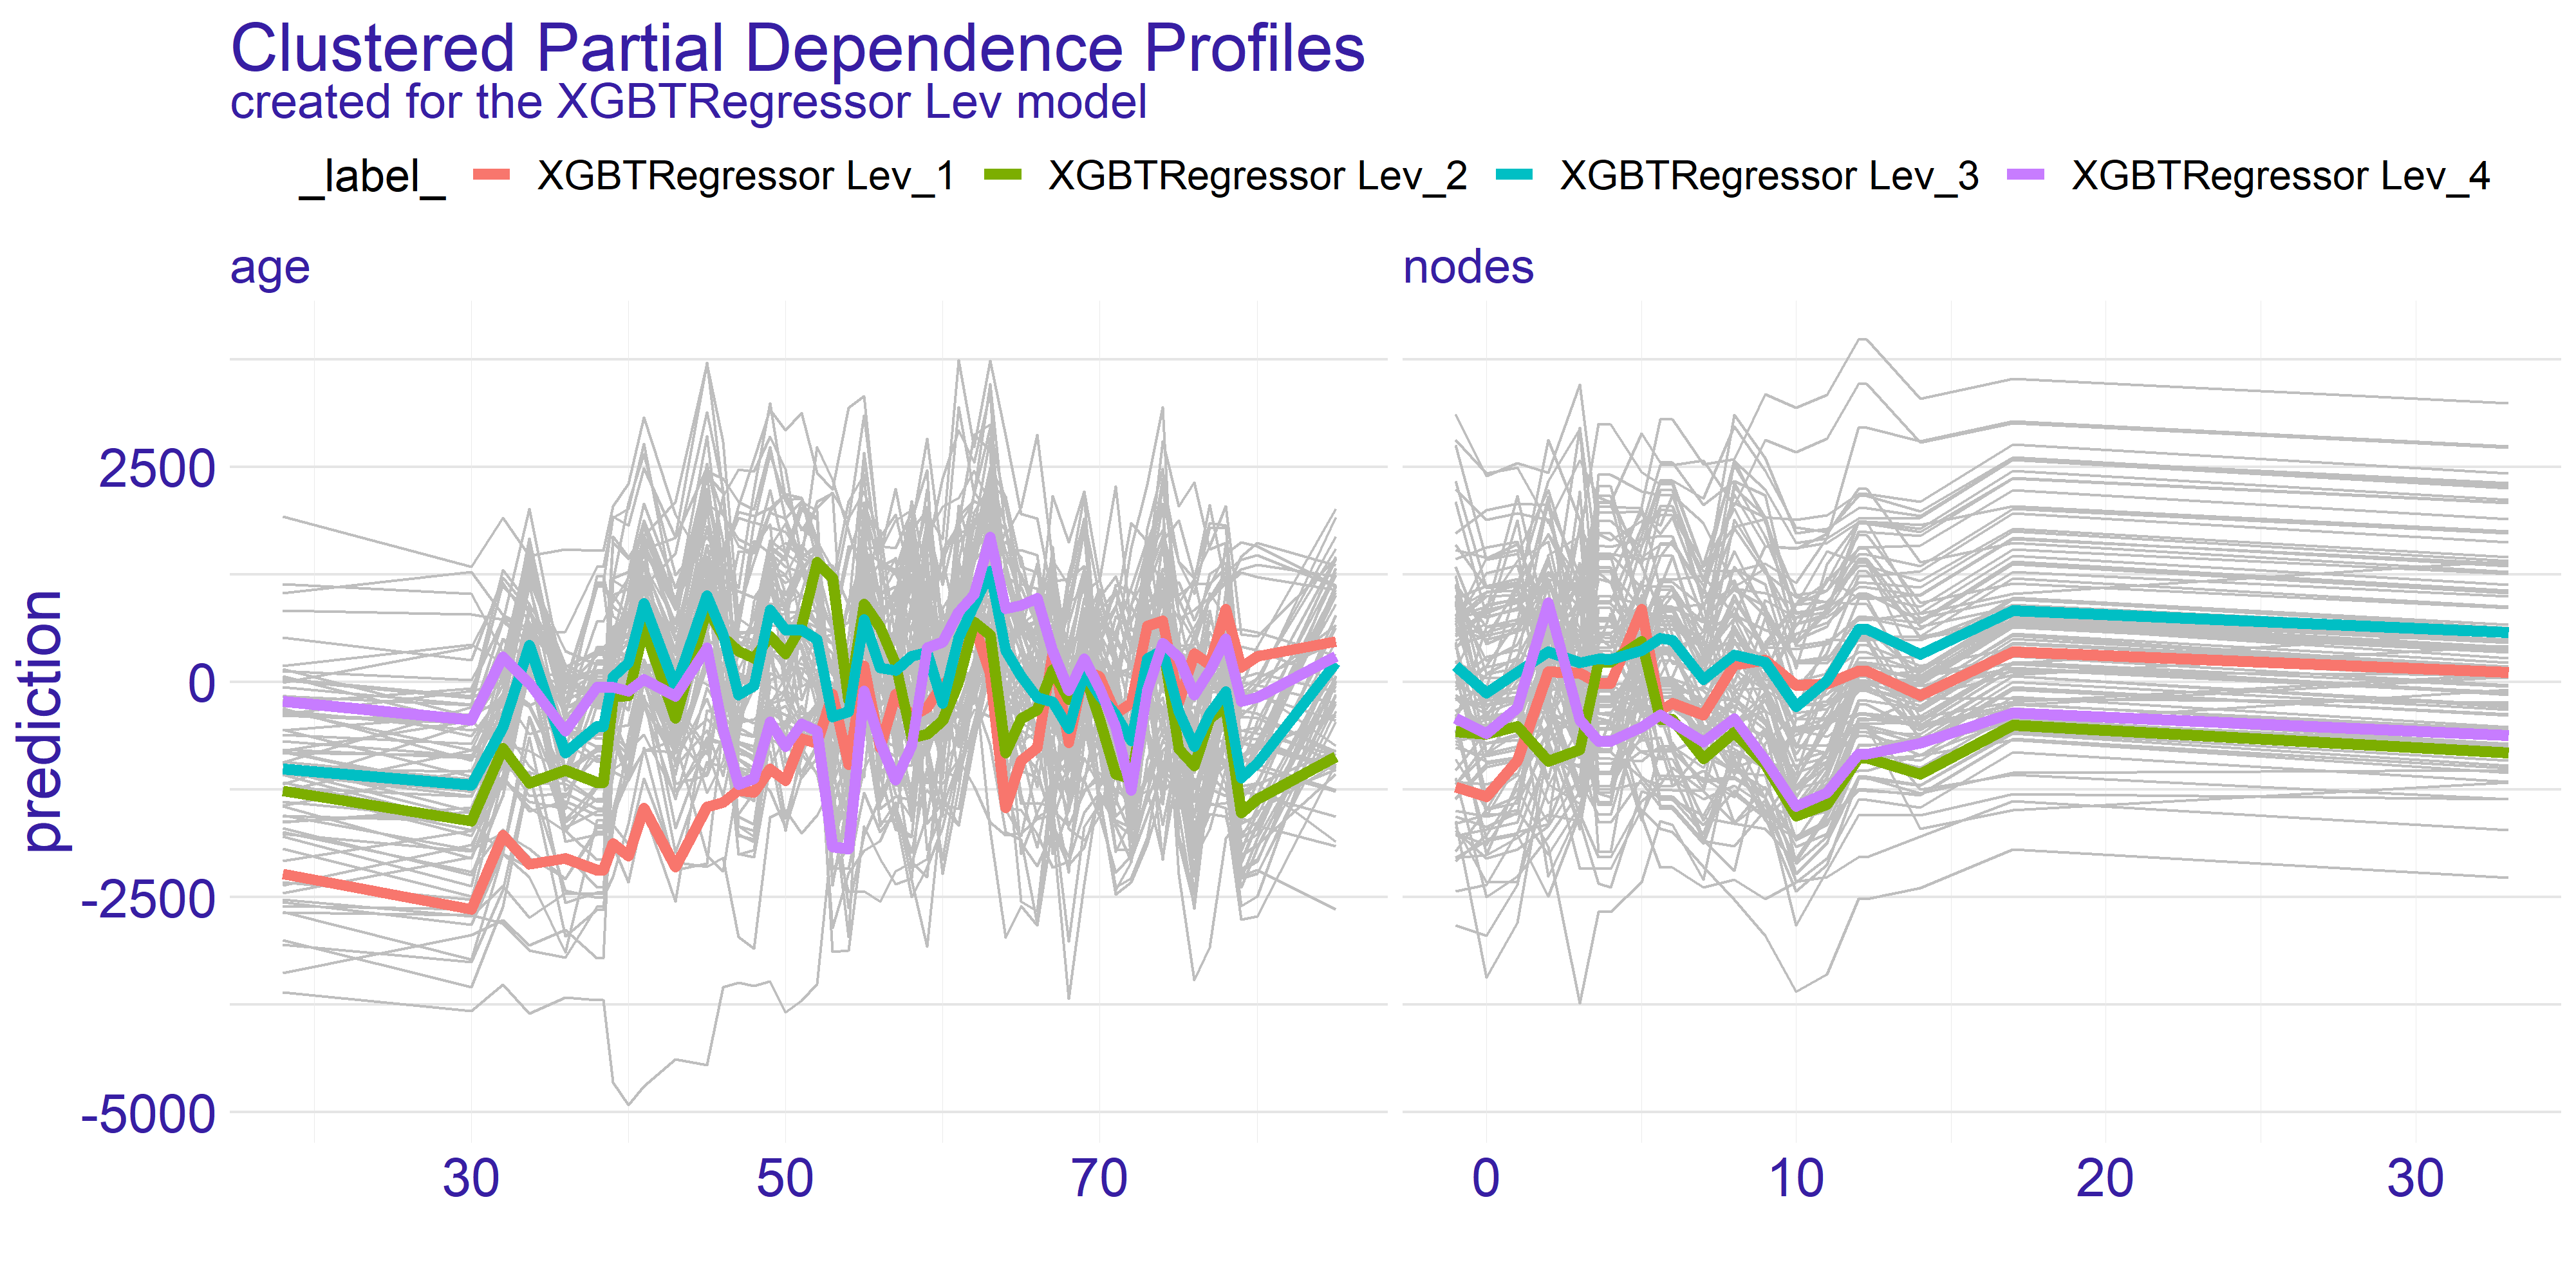 Clustered Partial Dependence Profiles
created for the XGBTRegressor Lev model
_label_ XGBTRegressor Lev_1 XGBTRegressor Lev_2 XGBTRegressor Lev_3 XGBTRegressor Lev_4
age nodes
prediction
2500
0
-2500
-5000
30 50 70 0 10 20 30